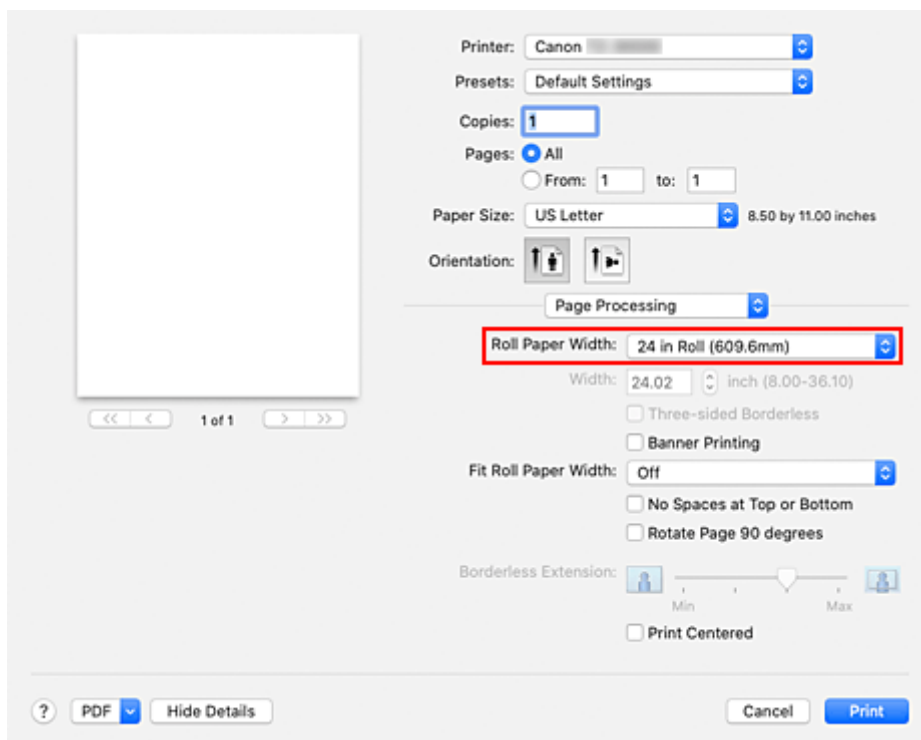 Printer: Canon
Presets: Default Settings
Copies: 1
Pages: All
From: 1 to: 1
Paper Size: US Letter 8.50 by 11.00 inches
Orientation:
Page Processing
Roll Paper Width: 24 in Roll (609.6mm)
Width: 24.02 inch (8.00-36.10)
Three-sided Borderless
<< < 1 of 1 > >>
Banner Printing
Fit Roll Paper Width: Off
No Spaces at Top or Bottom
Rotate Page 90 degrees
Borderless Extension:
Min Max
Print Centered
? PDF Hide Details Cancel Print